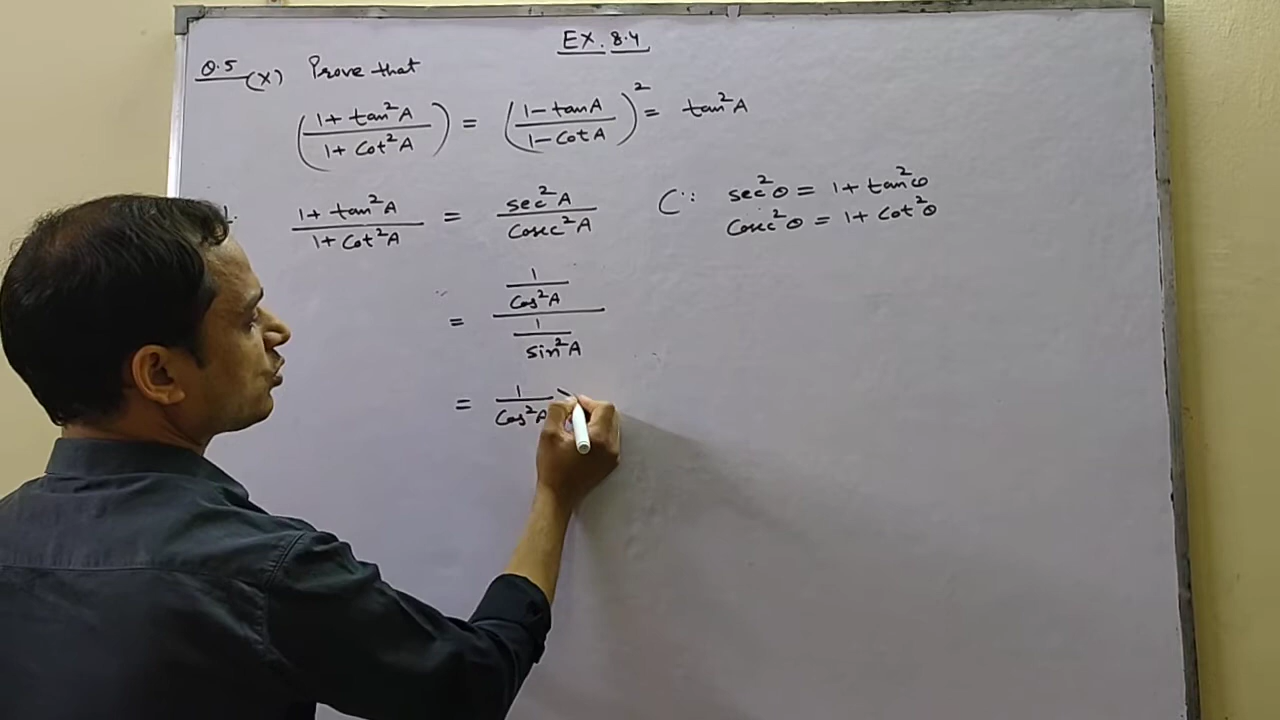 EX. 8.4
Q.5 (X) Prove that
((1 + tan²A)/(1 + Cot²A)) = ((1 - tanA)/(1 - CotA))² = tan²A
(1 + tan²A)/(1 + Cot²A) = sec²A/Cosec²A (∵ sec²θ = 1 + tan²θ
Cosec²θ = 1 + Cot²θ
= (1/Cos²A)/(1/sin²A)
= 1/Cos²A